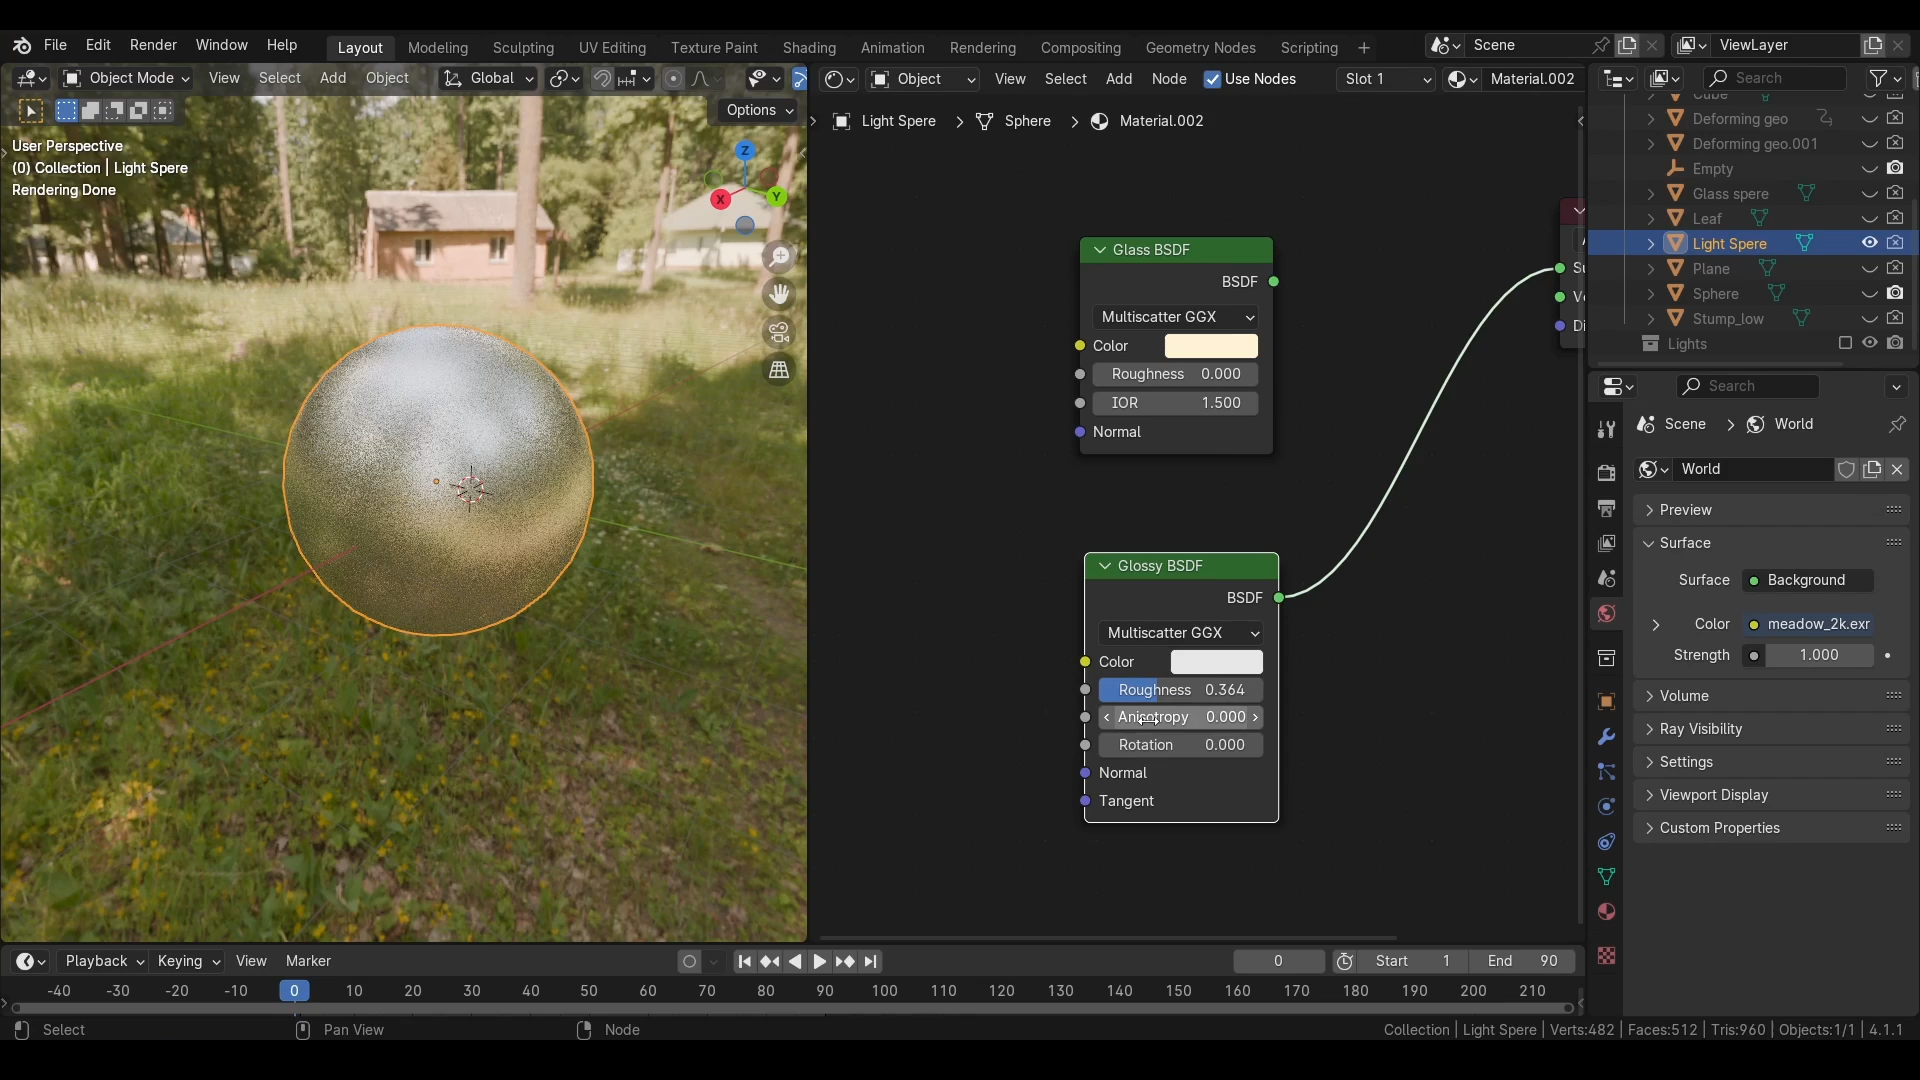 File Edit Render Window Help Layout Modeling Sculpting UV Editing Texture Paint Shading Animation Rendering Compositing Geometry Nodes Scripting + Scene ViewLayer
Object Mode View Select Add Object Global
Object View Select Add Node Use Nodes Slot 1 Material.002
Search
Options
Light Spere > Sphere > Material.002
User Perspective
(0) Collection | Light Spere
Rendering Done
Z
X
Y
Glass BSDF
BSDF
Multiscatter GGX
Color
Roughness 0.000
IOR 1.500
Normal
Glossy BSDF
BSDF
Multiscatter GGX
Color
Roughness 0.364
Anisotropy 0.000
Rotation 0.000
Normal
Tangent
Cube
Deforming geo
Deforming geo.001
Empty
Glass spere
Leaf
Light Spere
Plane
Sphere
Stump_low
Lights
Search
Scene > World
World
Preview
Surface
Surface Background
Color meadow_2k.exr
Strength 1.000
Volume
Ray Visibility
Settings
Viewport Display
Custom Properties
Playback Keying View Marker
0 Start 1 End 90
-40 -30 -20 -10 0 10 20 30 40 50 60 70 80 90 100 110 120 130 140 150 160 170 180 190 200 210
Select Pan View Node
Collection | Light Spere | Verts:482 | Faces:512 | Tris:960 | Objects:1/1 | 4.1.1